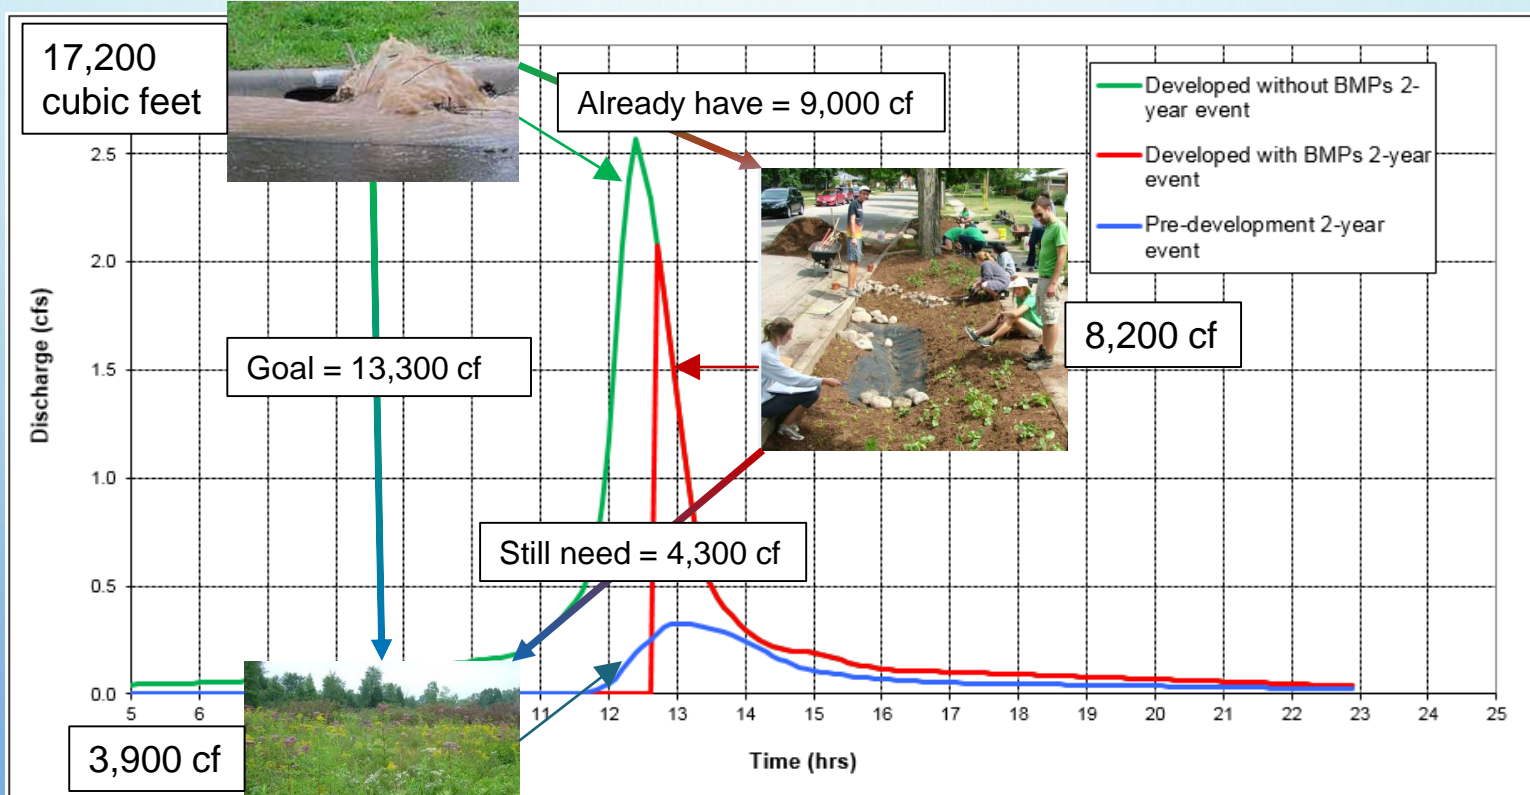 17,200
cubic feet
Already have = 9,000 cf
Developed without BMPs 2-
year event
Developed with BMPs 2-year
event
Pre-development 2-year
event
Goal = 13,300 cf
8,200 cf
Still need = 4,300 cf
3,900 cf
Discharge (cfs)
2.5
2.0
1.5
1.0
0.5
0.0
5 6 11 12 13 14 15 16 17 18 19 20 21 22 23 24 25
Time (hrs)